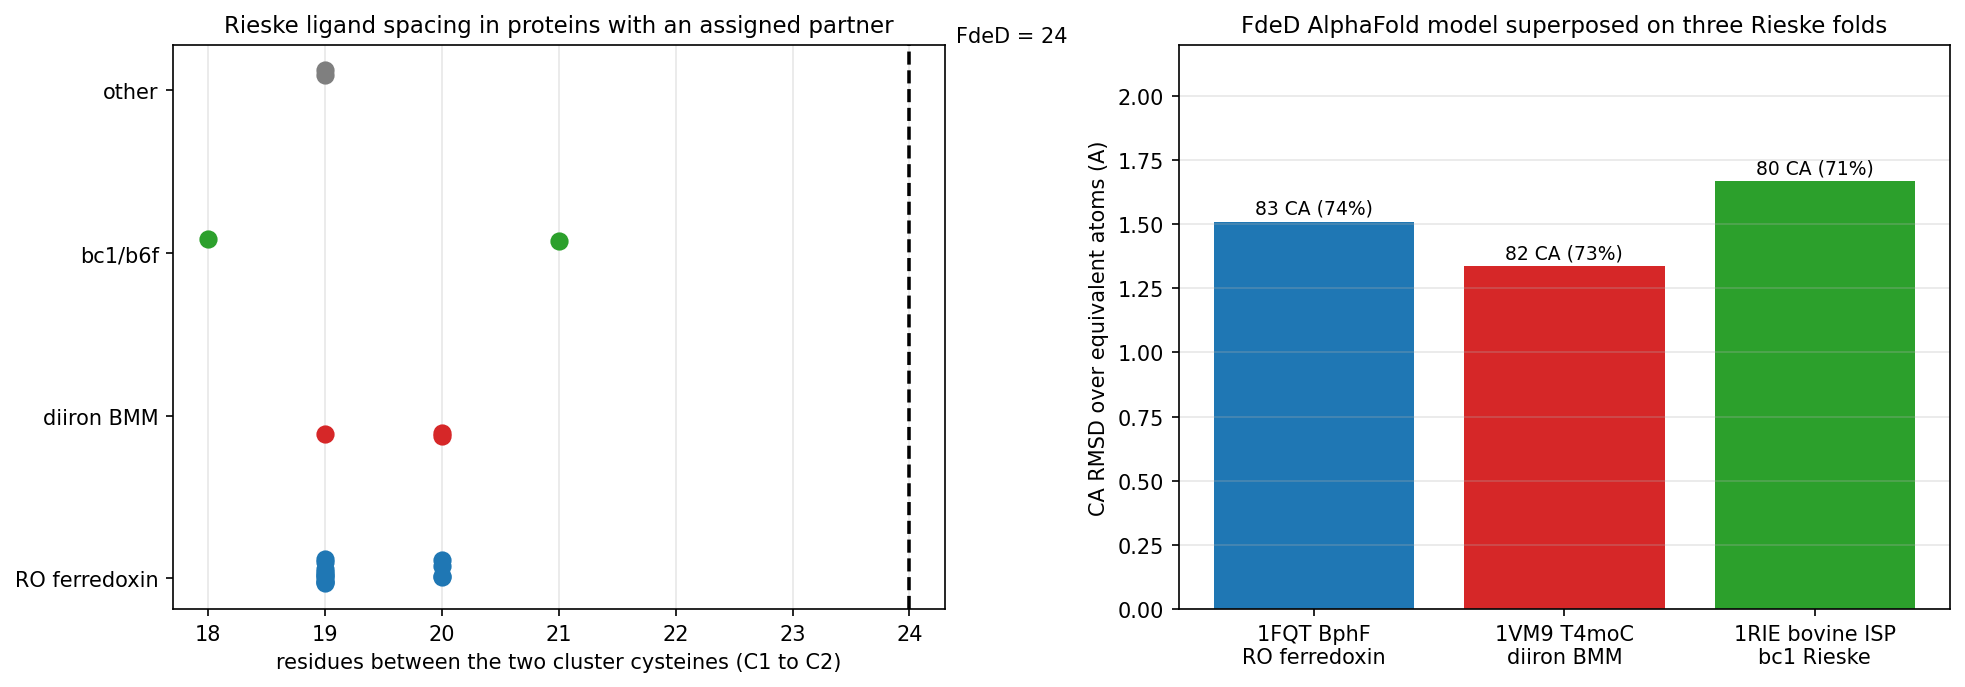 Rieske ligand spacing in proteins with an assigned partner
FdeD = 24
other
bc1/b6f
diiron BMM
RO ferredoxin
18 19 20 21 22 23 24
residues between the two cluster cysteines (C1 to C2)
FdeD AlphaFold model superposed on three Rieske folds
CA RMSD over equivalent atoms (A)
2.00
1.75
1.50
1.25
1.00
0.75
0.50
0.25
0.00
83 CA (74%)
82 CA (73%)
80 CA (71%)
1FQT BphF
RO ferredoxin
1VM9 T4moC
diiron BMM
1RIE bovine ISP
bc1 Rieske